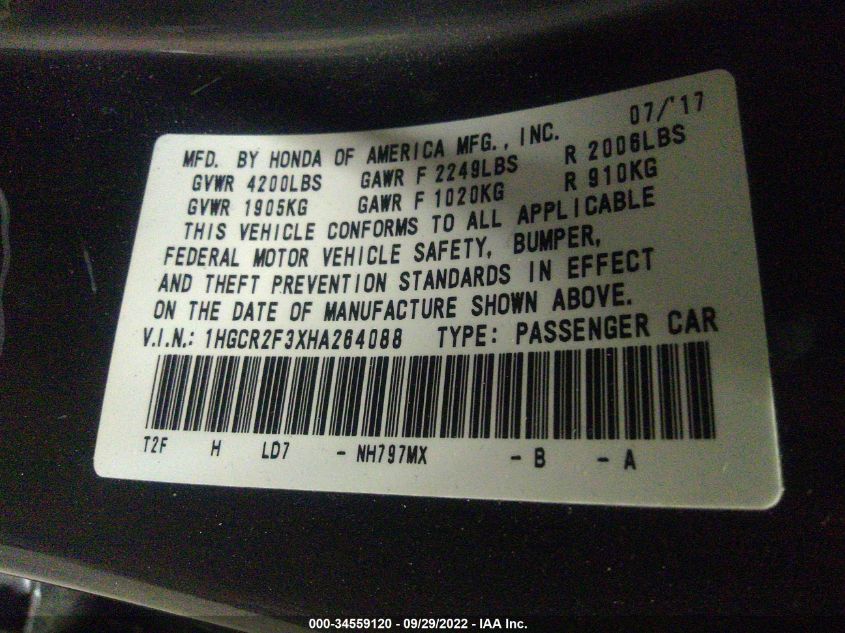 07/'17
MFD. BY HONDA OF AMERICA MFG., INC.
GVWR 4200LBS GAWR F 2249LBS R 2006LBS
GVWR 1905KG GAWR F 1020KG R 910KG
THIS VEHICLE CONFORMS TO ALL APPLICABLE
FEDERAL MOTOR VEHICLE SAFETY, BUMPER,
AND THEFT PREVENTION STANDARDS IN EFFECT
ON THE DATE OF MANUFACTURE SHOWN ABOVE.
V.I.N.: 1HGCR2F3XHA264088 TYPE: PASSENGER CAR
T2F H LD7 - NH797MX - B - A
000-34559120 - 09/29/2022 - IAA Inc.